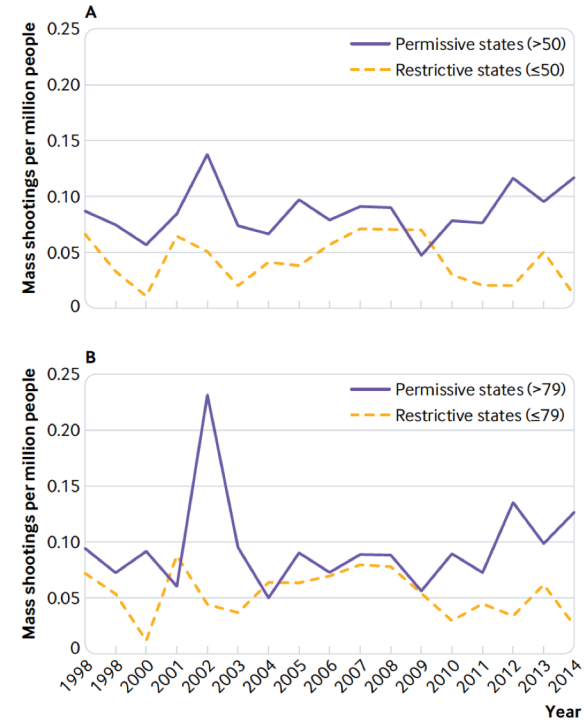 A
Mass shootings per million people
0.25
0.20
0.15
0.10
0.05
0
Permissive states (>50)
Restrictive states (≤50)
B
Mass shootings per million people
0.25
0.20
0.15
0.10
0.05
0
Permissive states (>79)
Restrictive states (≤79)
1998 1998 2000 2001 2002 2003 2004 2005 2006 2007 2008 2009 2010 2011 2012 2013 2014
Year